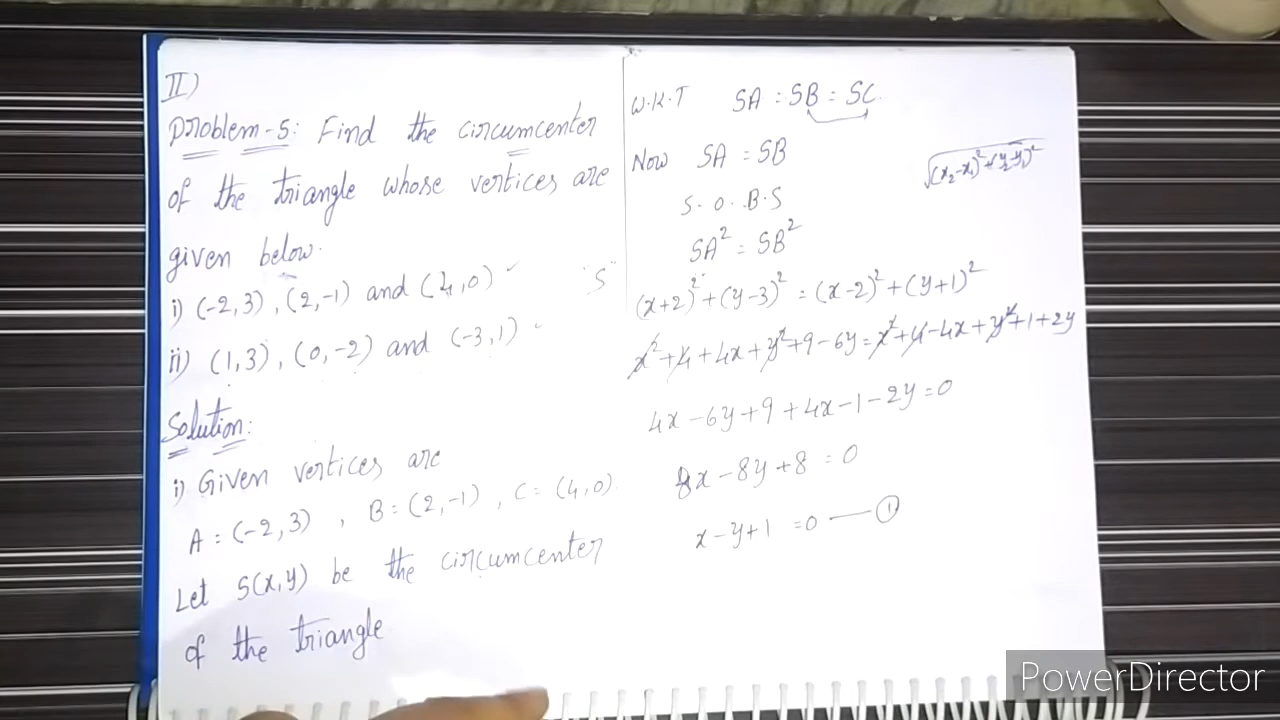 II)
Problem-5: Find the circumcenter
of the triangle whose vertices are
given below.
i) (-2,3), (2,-1) and (4,0)
ii) (1,3), (0,-2) and (-3,1)
Solution:
i) Given vertices are
A = (-2,3) , B = (2,-1) , C = (4,0).
Let S(x,y) be the circumcenter
of the triangle
"S"
W.K.T SA = SB = SC.
Now SA = SB
S.O.B.S
SA² = SB²
√(x₂-x₁)²+(y₂-y₁)²
(x+2)²+(y-3)² = (x-2)²+(y+1)²
x²+4+4x+y²+9-6y=x²+4-4x+y²+1+2y
4x-6y+9+4x-1-2y=0
8x-8y+8 = 0
x-y+1 =0 — ①
PowerDirector